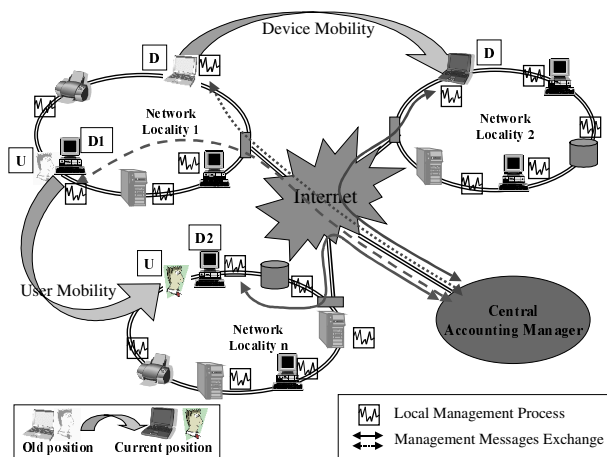 Device Mobility
D
D
Network
Locality 1
Network
Locality 2
D1
U
Internet
D2
U
User Mobility
Central
Accounting Manager
Network
Locality n
Old position
Current position
Local Management Process
Management Messages Exchange